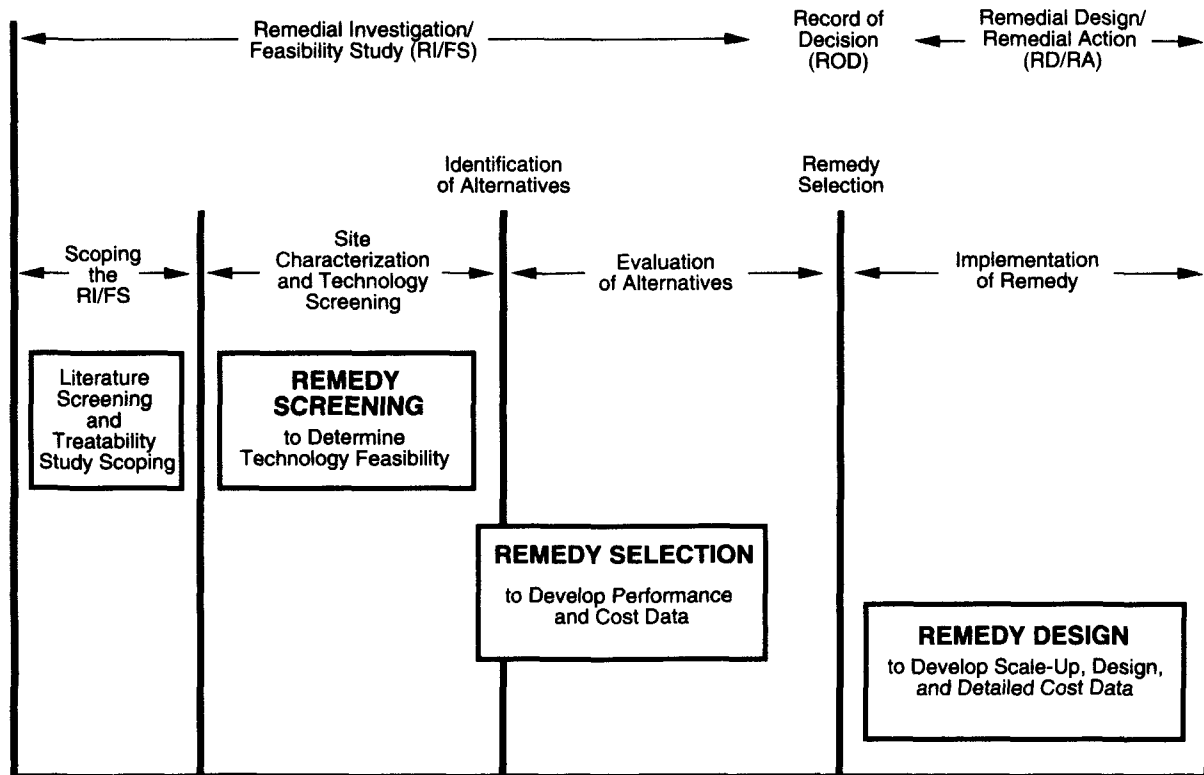 Remedial Investigation/
Feasibility Study (RI/FS)
Record of
Decision
(ROD)
Remedial Design/
Remedial Action
(RD/RA)
Identification
of Alternatives
Remedy
Selection
Scoping
the
RI/FS
Site
Characterization
and Technology
Screening
Evaluation
of Alternatives
Implementation
of Remedy
Literature
Screening
and
Treatability
Study Scoping
REMEDY
SCREENING
to Determine
Technology Feasibility
REMEDY SELECTION
to Develop Performance
and Cost Data
REMEDY DESIGN
to Develop Scale-Up, Design,
and Detailed Cost Data